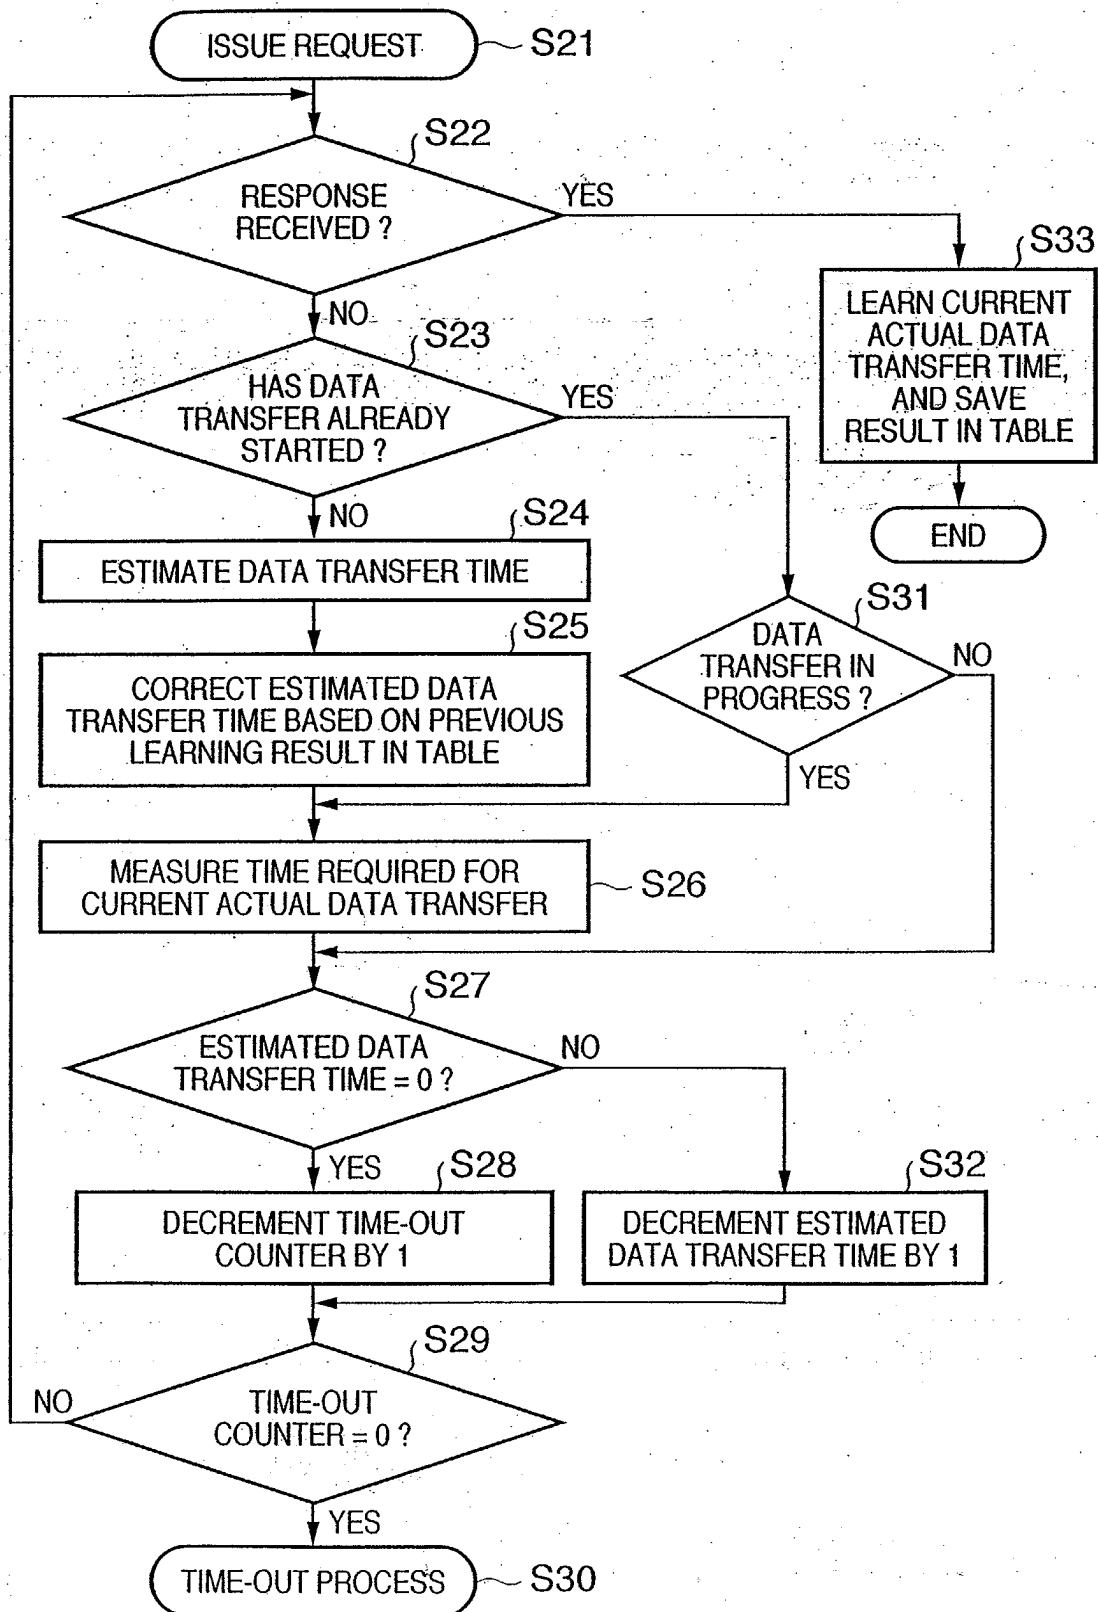 ISSUE REQUEST
S21
S22
RESPONSE
RECEIVED ?
YES
NO
S33
LEARN CURRENT
ACTUAL DATA
TRANSFER TIME,
AND SAVE
RESULT IN TABLE
END
S23
HAS DATA
TRANSFER ALREADY
STARTED ?
YES
NO
S24
ESTIMATE DATA TRANSFER TIME
S25
CORRECT ESTIMATED DATA
TRANSFER TIME BASED ON PREVIOUS
LEARNING RESULT IN TABLE
S31
DATA
TRANSFER IN
PROGRESS ?
NO
YES
MEASURE TIME REQUIRED FOR
CURRENT ACTUAL DATA TRANSFER
S26
S27
ESTIMATED DATA
TRANSFER TIME = 0 ?
NO
YES
S28
DECREMENT TIME-OUT
COUNTER BY 1
S32
DECREMENT ESTIMATED
DATA TRANSFER TIME BY 1
S29
TIME-OUT
COUNTER = 0 ?
NO
YES
TIME-OUT PROCESS
S30